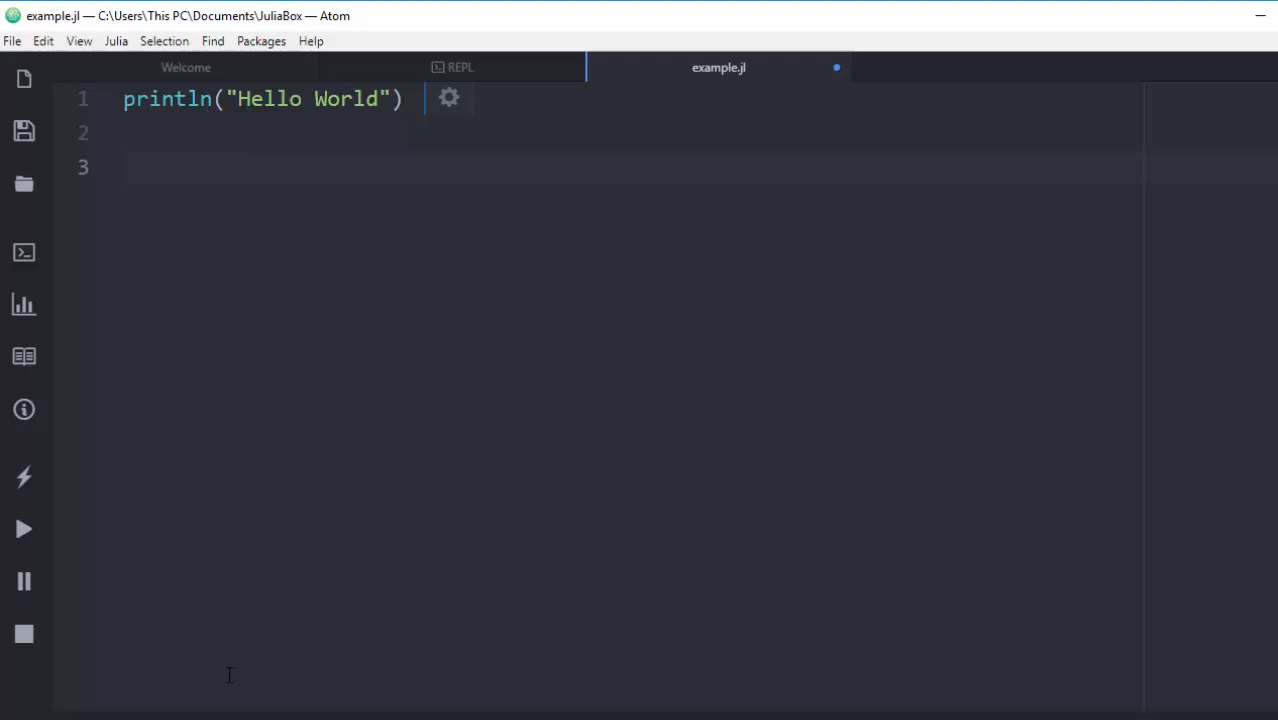 example.jl — C:\Users\This PC\Documents\JuliaBox — Atom
File Edit View Julia Selection Find Packages Help
Welcome REPL example.jl
1 println("Hello World")
2
3